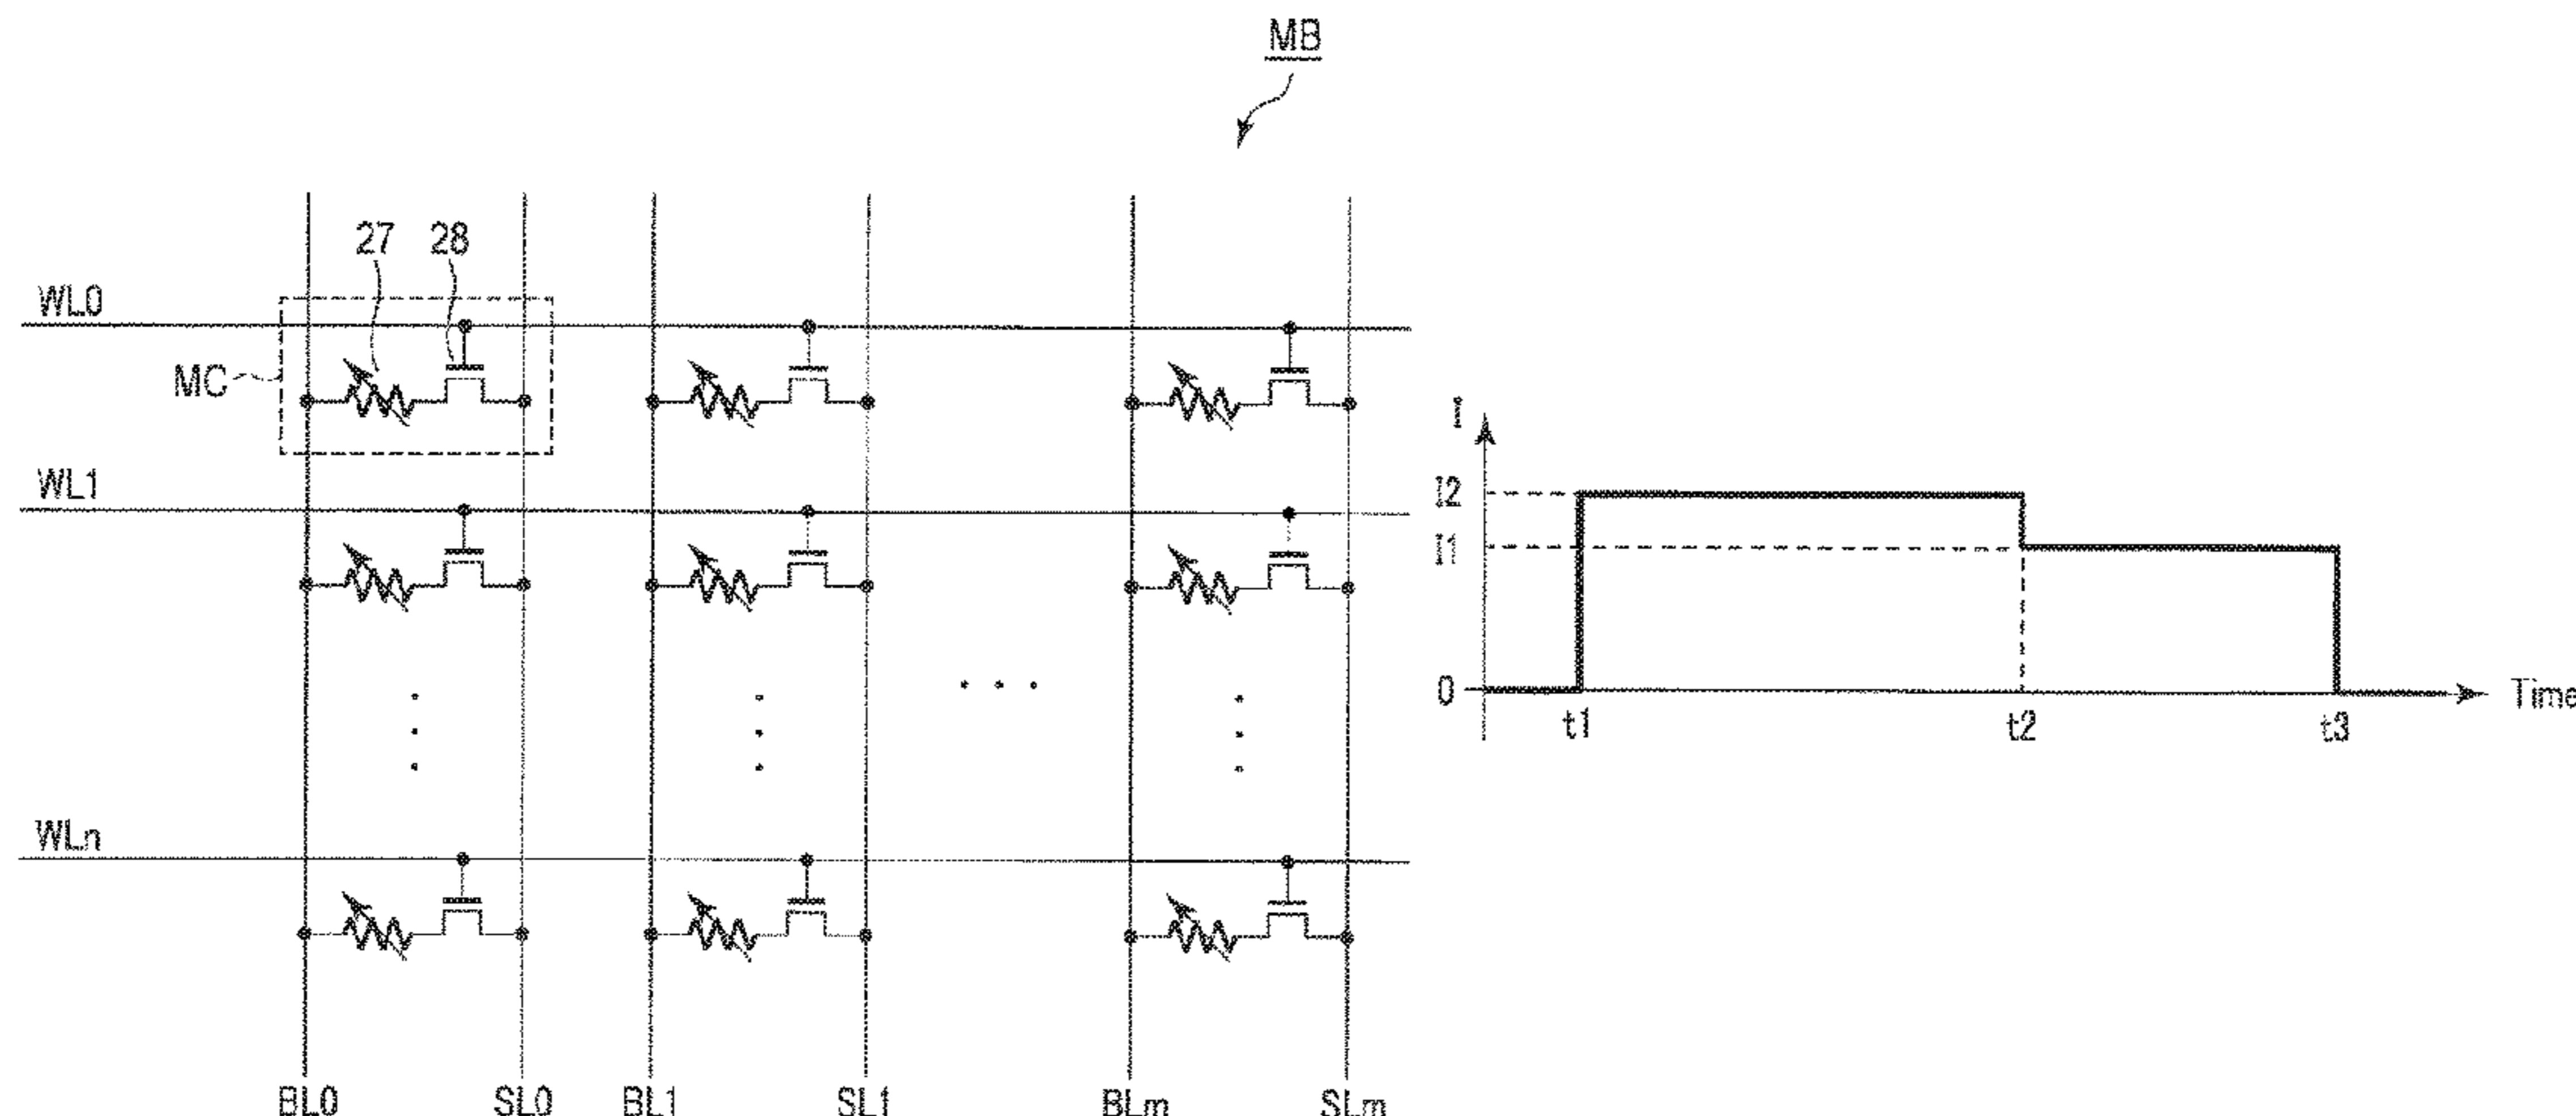 MB
27 28
WL0
MC
WL1
WLn
BL0 SL0 BL1 SL1 BLm SLm
I
I2
I1
0
t1 t2 t3
Time